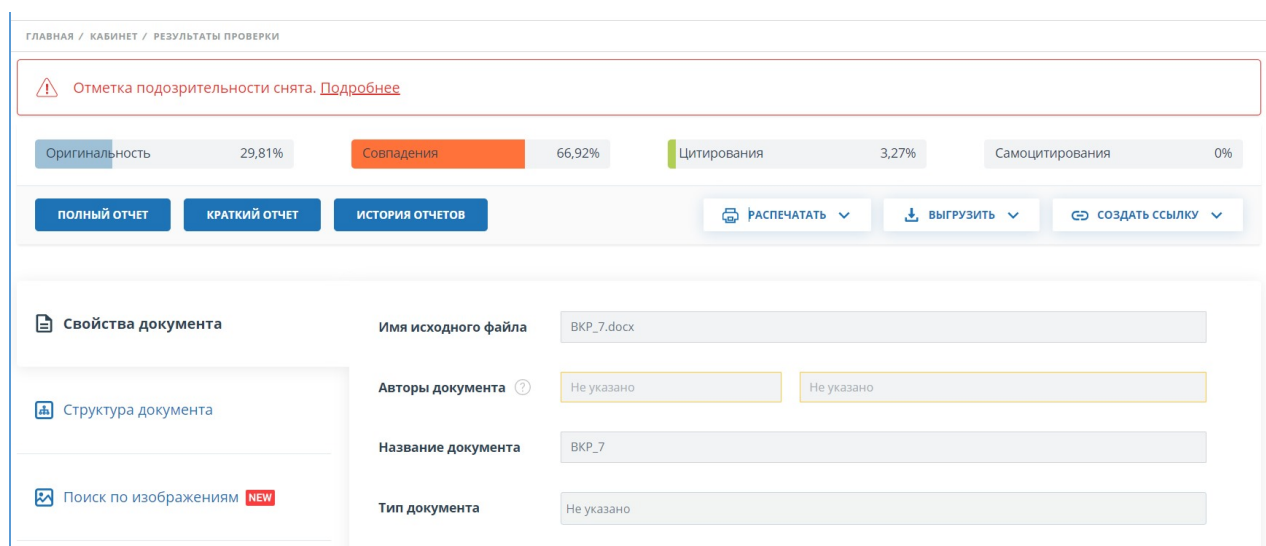 ГЛАВНАЯ / КАБИНЕТ / РЕЗУЛЬТАТЫ ПРОВЕРКИ
Отметка подозрительности снята. Подробнее
Оригинальность 29,81% Совпадения 66,92% Цитирования 3,27% Самоцитирования 0%
ПОЛНЫЙ ОТЧЕТ КРАТКИЙ ОТЧЕТ ИСТОРИЯ ОТЧЕТОВ РАСПЕЧАТАТЬ ВЫГРУЗИТЬ СОЗДАТЬ ССЫЛКУ
Свойства документа
Имя исходного файла ВКР_7.docx
Авторы документа ? Не указано Не указано
Структура документа
Название документа ВКР_7
Поиск по изображениям NEW
Тип документа Не указано